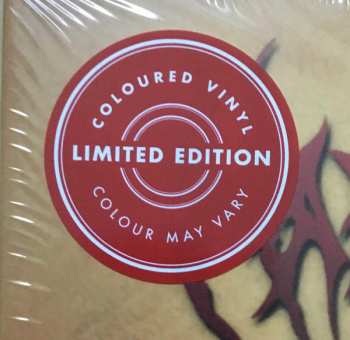 COLOURED VINYL
LIMITED EDITION
COLOUR MAY VARY